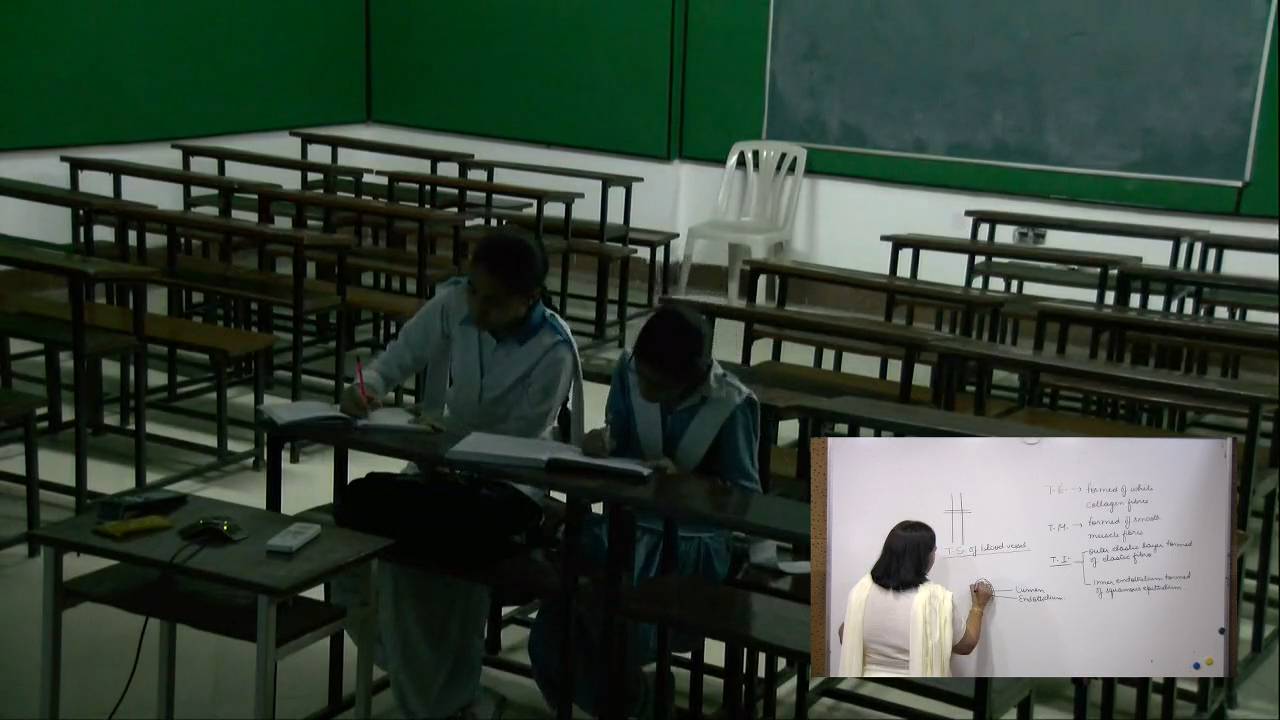 T.S. of blood vessel
Lumen
Endothelium
T.E. → formed of white
collagen fibres
T.M. → formed of smooth
muscle fibres
T.I. outer elastic layer formed
of elastic fibre
inner endothelium formed
of squamous epithelium